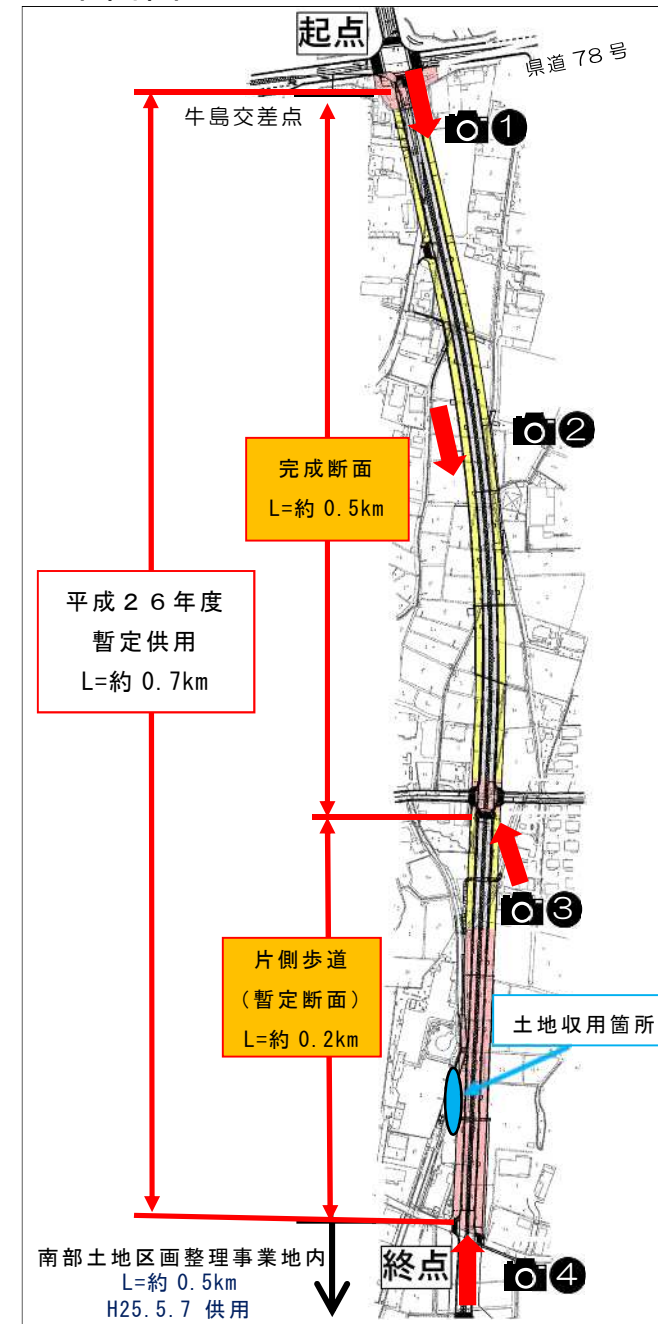 起点
県道78号
牛島交差点
①
②
完成断面
L=約 0.5km
平成26年度
暫定供用
L=約 0.7km
③
片側歩道
(暫定断面)
L=約 0.2km
土地収用箇所
南部土地区画整理事業地内
L=約 0.5km
H25.5.7 供用
終点
④